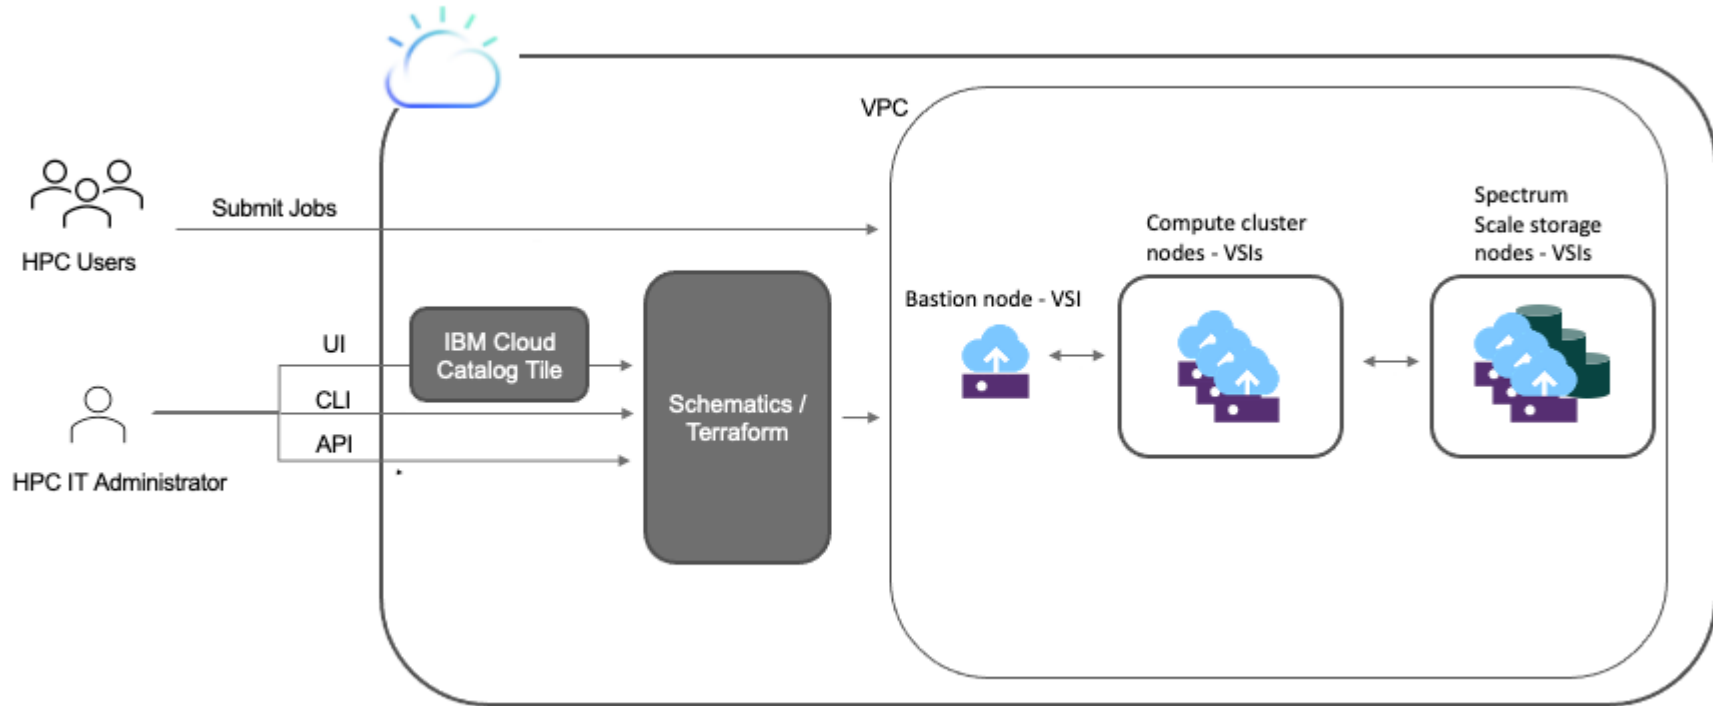 VPC
Submit Jobs
HPC Users
Spectrum
Scale storage
nodes - VSIs
Compute cluster
nodes - VSIs
Bastion node - VSI
UI
IBM Cloud
Catalog Tile
CLI
API
Schematics /
Terraform
HPC IT Administrator